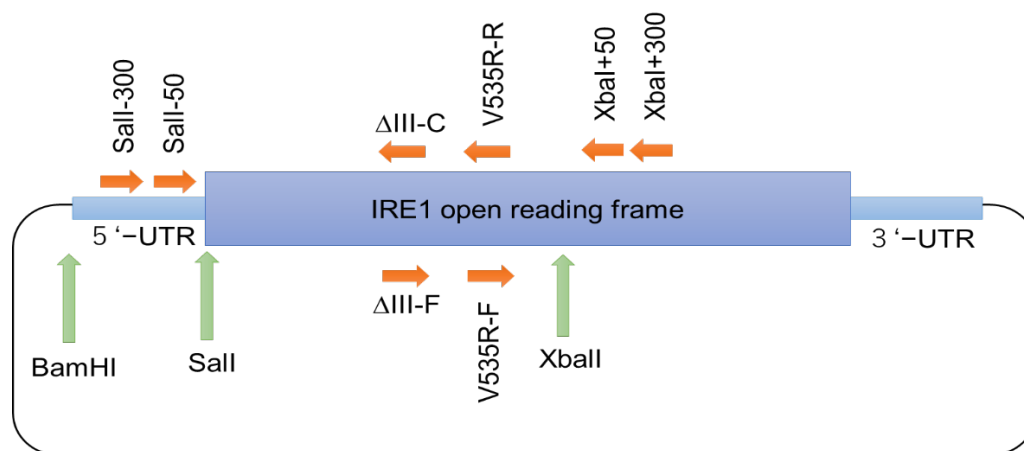 SalI-300
SalI-50
ΔIII-C
V535R-R
XbaI+50
XbaI+300
IRE1 open reading frame
5 ‘−UTR
3 ‘−UTR
ΔIII-F
V535R-F
BamHI
SalI
XbaII